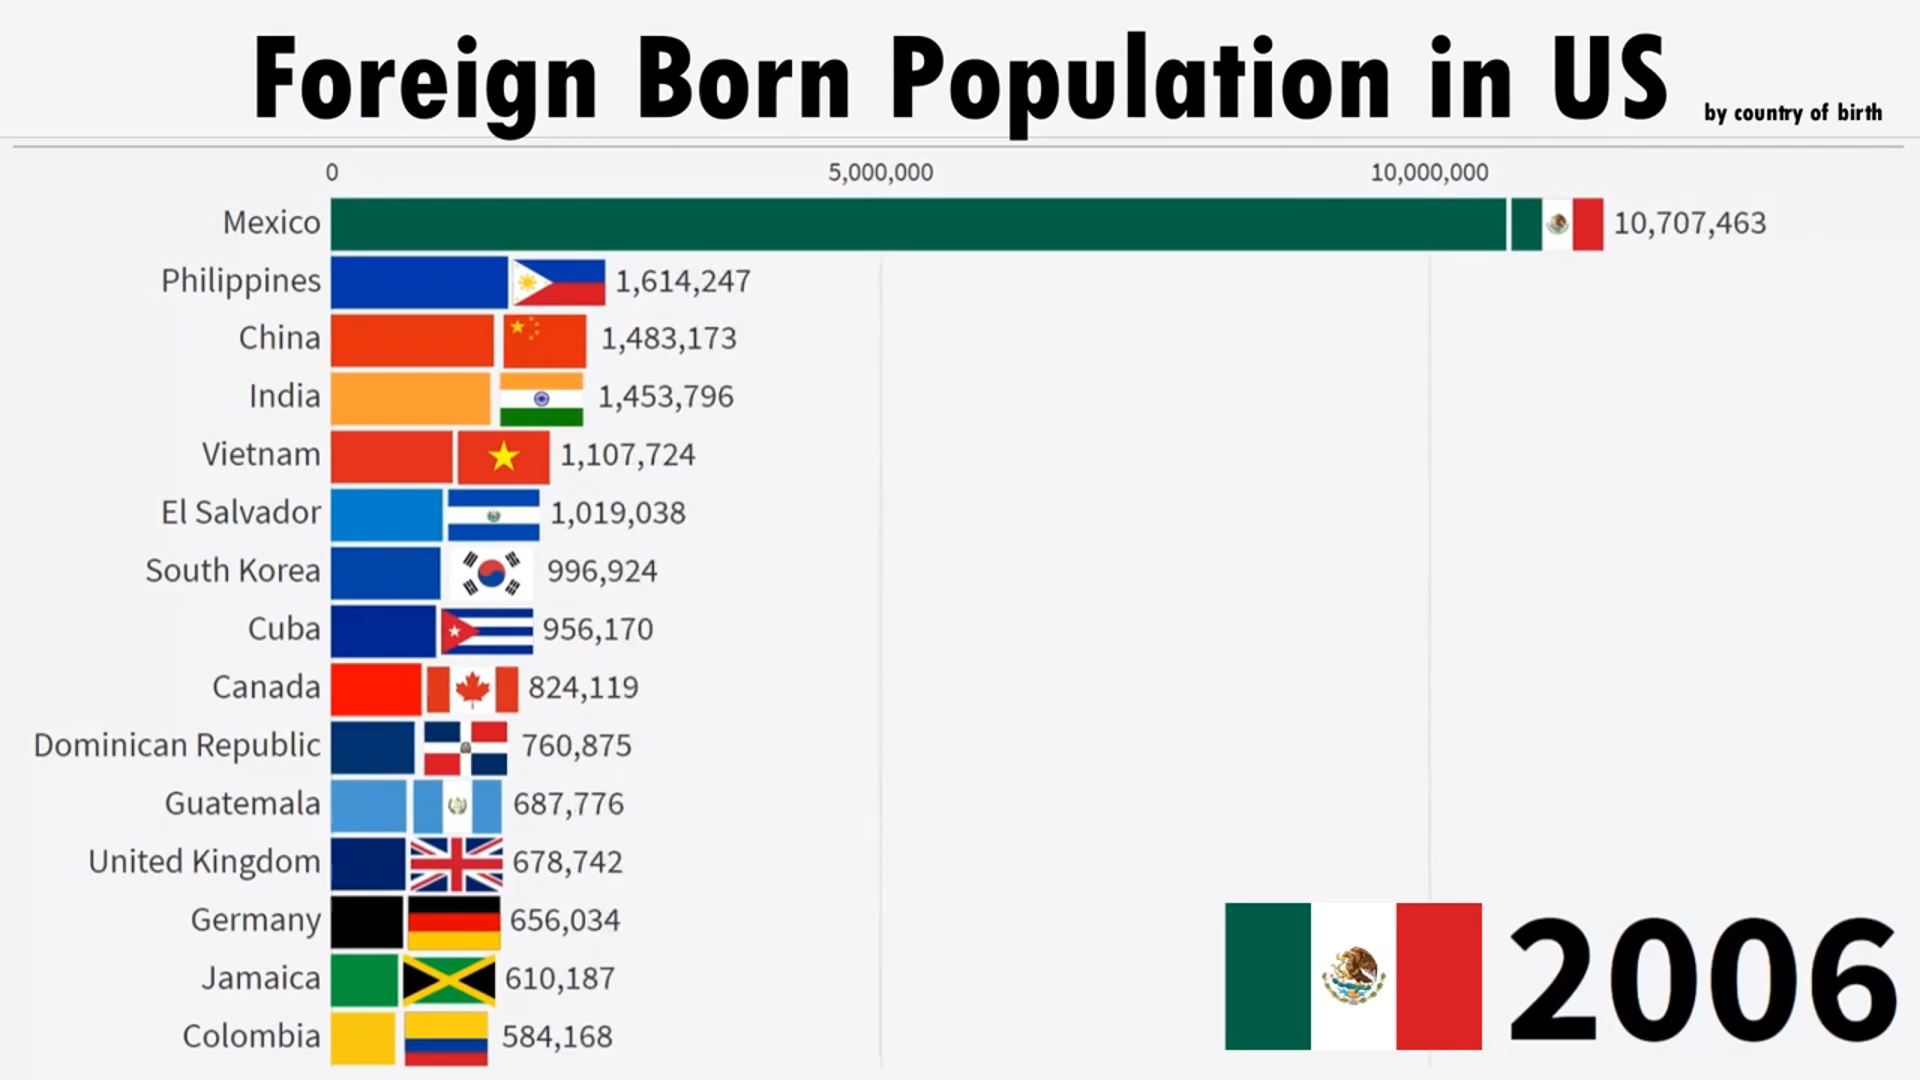 Foreign Born Population in US by country of birth
0 5,000,000 10,000,000
Mexico 10,707,463
Philippines 1,614,247
China 1,483,173
India 1,453,796
Vietnam 1,107,724
El Salvador 1,019,038
South Korea 996,924
Cuba 956,170
Canada 824,119
Dominican Republic 760,875
Guatemala 687,776
United Kingdom 678,742
Germany 656,034
Jamaica 610,187
Colombia 584,168
2006